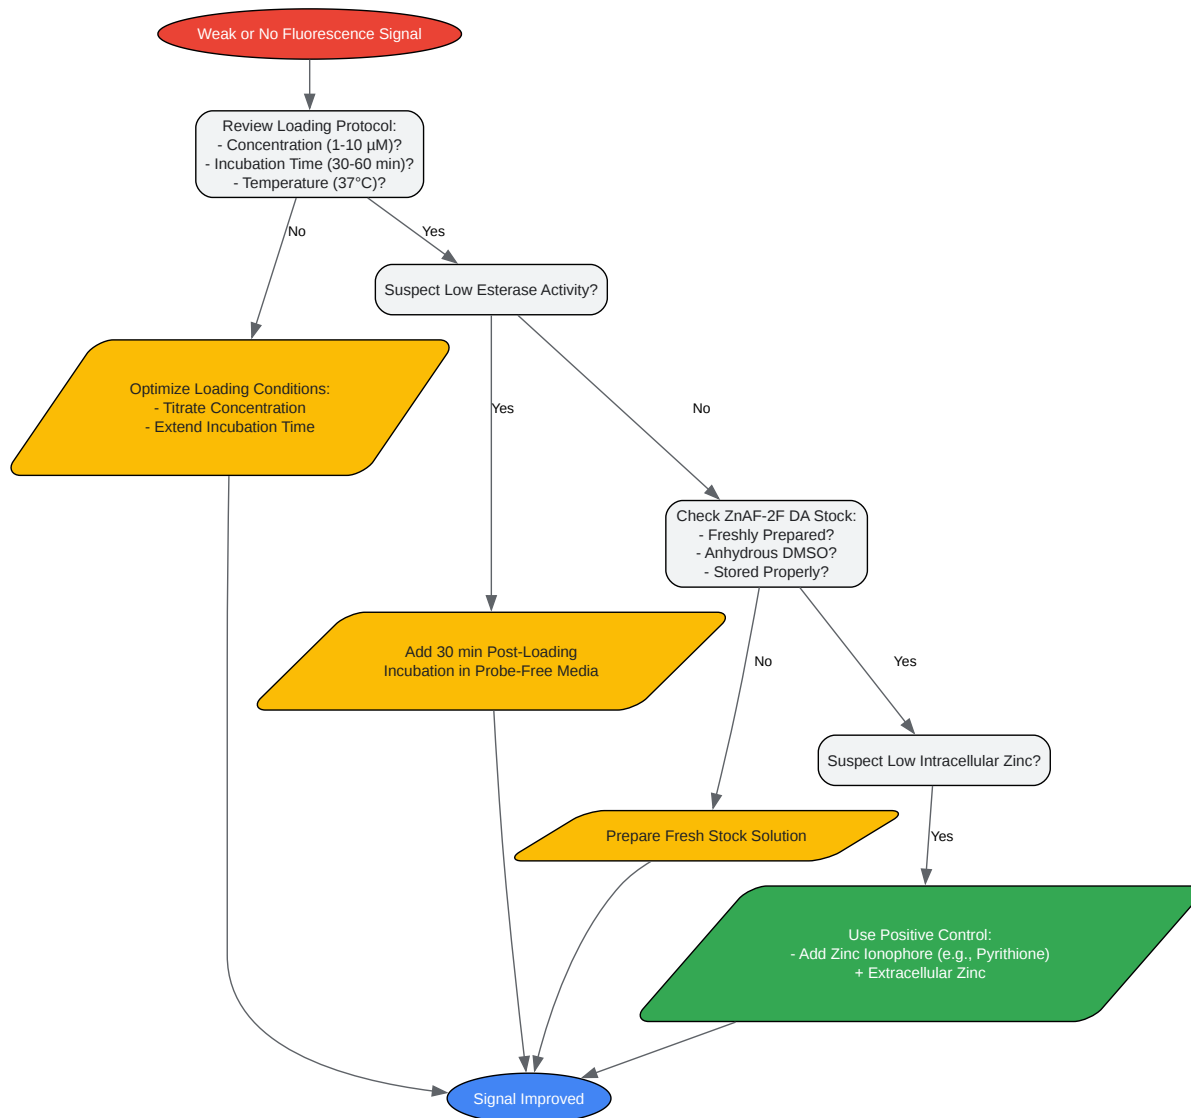 Weak or No Fluorescence Signal
Review Loading Protocol:
- Concentration (1-10 µM)?
- Incubation Time (30-60 min)?
- Temperature (37°C)?
No
Yes
Suspect Low Esterase Activity?
Optimize Loading Conditions:
- Titrate Concentration
- Extend Incubation Time
Yes
No
Check ZnAF-2F DA Stock:
- Freshly Prepared?
- Anhydrous DMSO?
- Stored Properly?
Add 30 min Post-Loading
Incubation in Probe-Free Media
No
Yes
Suspect Low Intracellular Zinc?
Prepare Fresh Stock Solution
Yes
Use Positive Control:
- Add Zinc Ionophore (e.g., Pyrithione)
+ Extracellular Zinc
Signal Improved